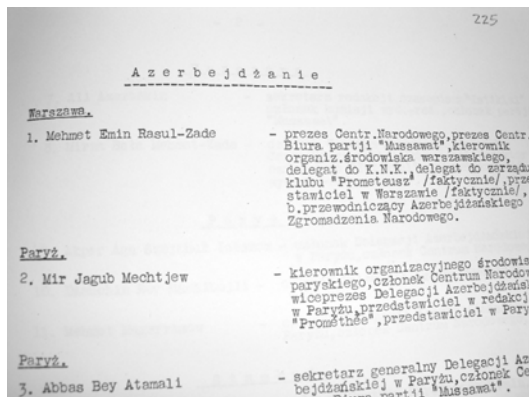 225
Azerbejdżanie
Warszawa.
1. Mehmet Emin Rasul-Zade
- prezes Centr.Narodowego,prezes Centr.
Biura partji "Mussawat",kierownik
organiz.środowiska warszawskiego,
delegat do K.N.K.,delegat do zarządu
klubu "Prometeusz" /faktycznie/,prze
stawiciel w Warszawie /faktycznie/,
b.przewodniczący Azerbejdżańskiego
Zgromadzenia Narodowego.
Paryż.
2. Mir Jagub Mechtjew
- kierownik organizacyjnego środowis
paryskiego,członek Centrum Narodow
wiceprezes Delegacji Azerbejdżańsk
w Paryżu,przedstawiciel w redakcj
"Promethée",przedstawiciel w Pary
Paryż.
3. Abbas Bey Atamali
- sekretarz generalny Delegacji Az
bejdżańskiej w Paryżu,członek Ce
Biura partji "Mussawat".